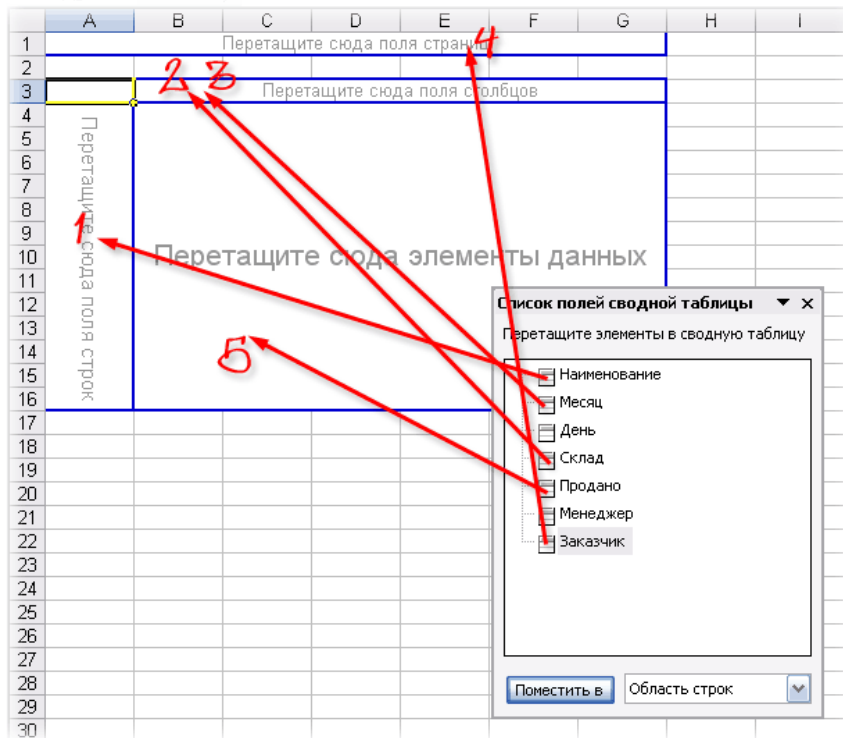 A B C D E F G H I
1 Перетащите сюда поля страниц 4
2
3 Перетащите сюда поля столбцов
2 3
4
5
6
7
8
9
10 Перетащите сюда элементы данных
11
12
13
14
15
16
17
18
19
20
21
22
23
24
25
26
27
28
29
30
Перетащите сюда поля строк
1
5
Список полей сводной таблицы
Перетащите элементы в сводную таблицу
Наименование
Месяц
День
Склад
Продано
Менеджер
Заказчик
Поместить в Область строк